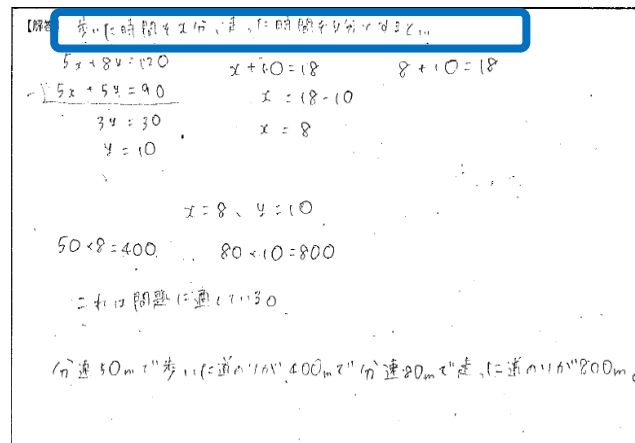 【解答】 歩いた時間をx分、走った時間をy分とすると…
5x+8y=120 x+10=18 8+10=18
-)5x+5y=90 x=18-10
3y=30 x=8
y=10
x=8、y=10
50×8=400 80×10=800
これは問題に適している。
分速50mで歩いた道のりが400mで分速80mで走った道のりが800m。